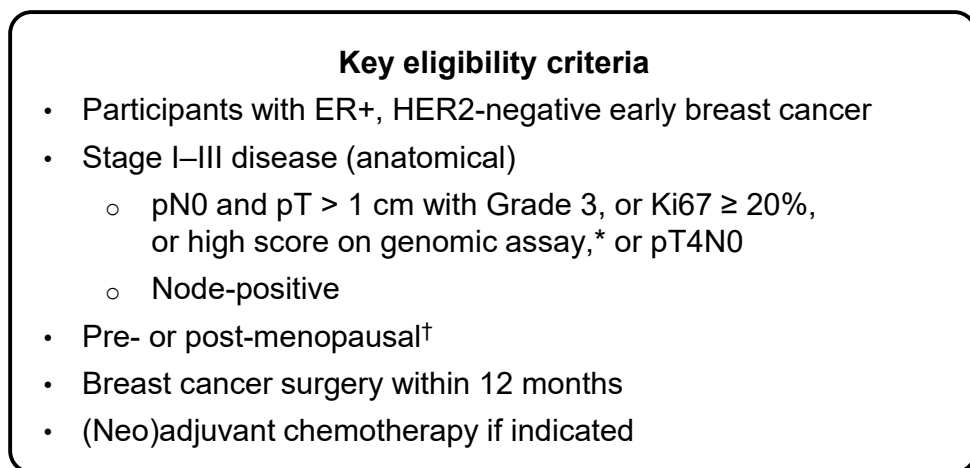 Key eligibility criteria
• Participants with ER+, HER2-negative early breast cancer
• Stage I–III disease (anatomical)
o pN0 and pT > 1 cm with Grade 3, or Ki67 ≥ 20%,
or high score on genomic assay,* or pT4N0
o Node-positive
• Pre- or post-menopausal†
• Breast cancer surgery within 12 months
• (Neo)adjuvant chemotherapy if indicated